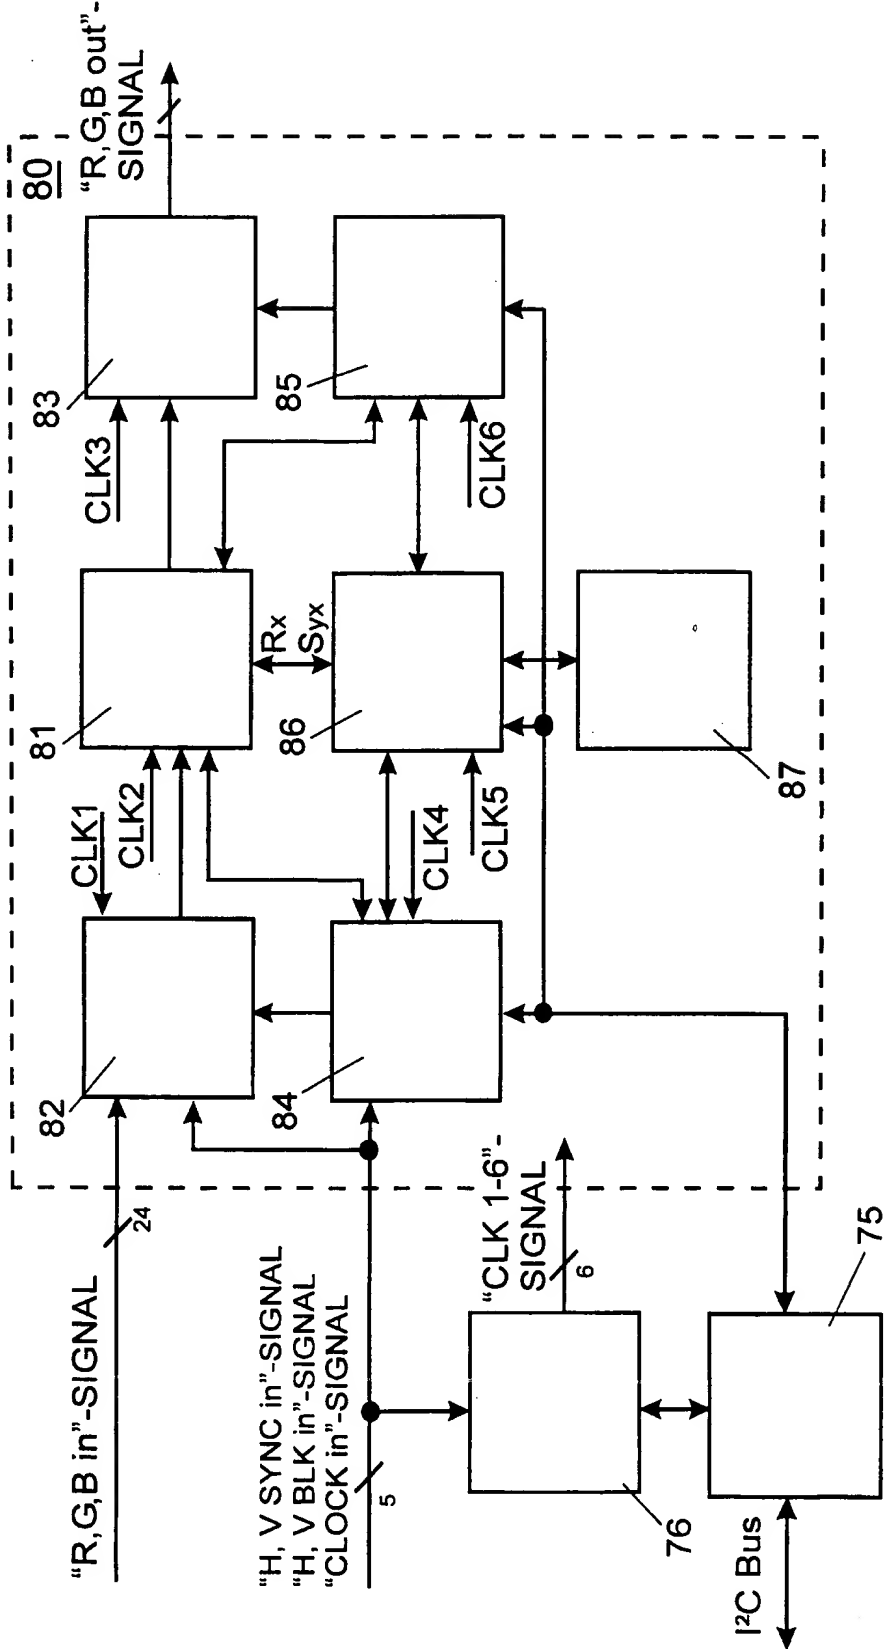 80
“R,G,B out”-
SIGNAL
83
CLK3
85
CLK6
81
Rx
Syx
86
CLK1
CLK2
CLK4
CLK5
87
82
84
“R,G,B in”-SIGNAL
24
“H, V SYNC in”-SIGNAL
“H, V BLK in”-SIGNAL
“CLOCK in”-SIGNAL
5
“CLK 1-6”-
SIGNAL
6
76
75
I²C Bus